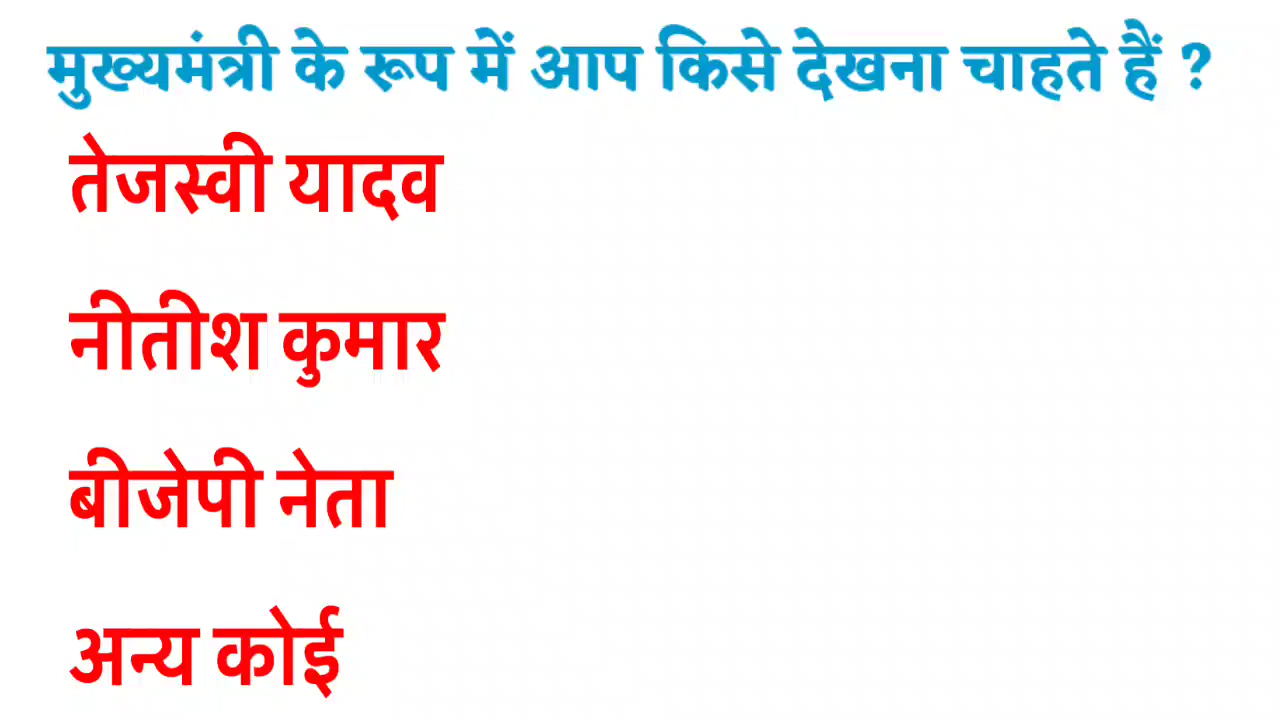 मुख्यमंत्री के रूप में आप किसे देखना चाहते हैं ?
तेजस्वी यादव
नीतीश कुमार
बीजेपी नेता
अन्य कोई